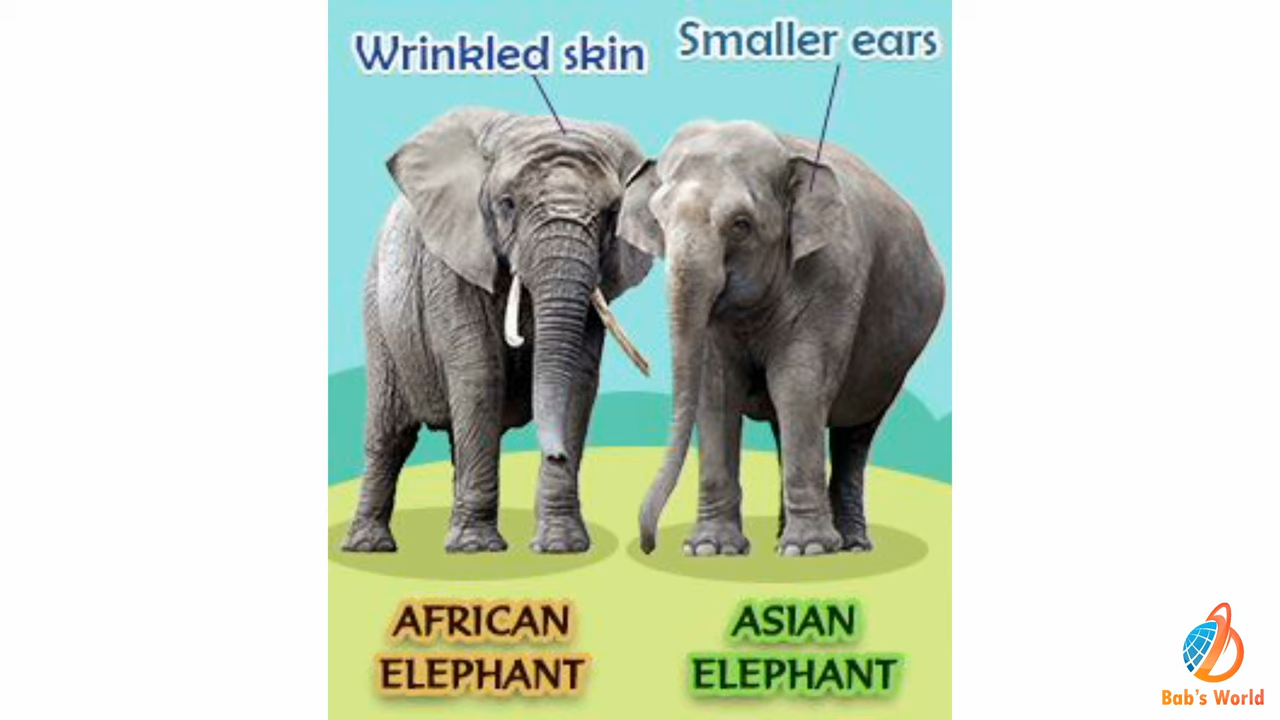 Wrinkled skin
Smaller ears
AFRICAN
ELEPHANT
ASIAN
ELEPHANT
Bab's World